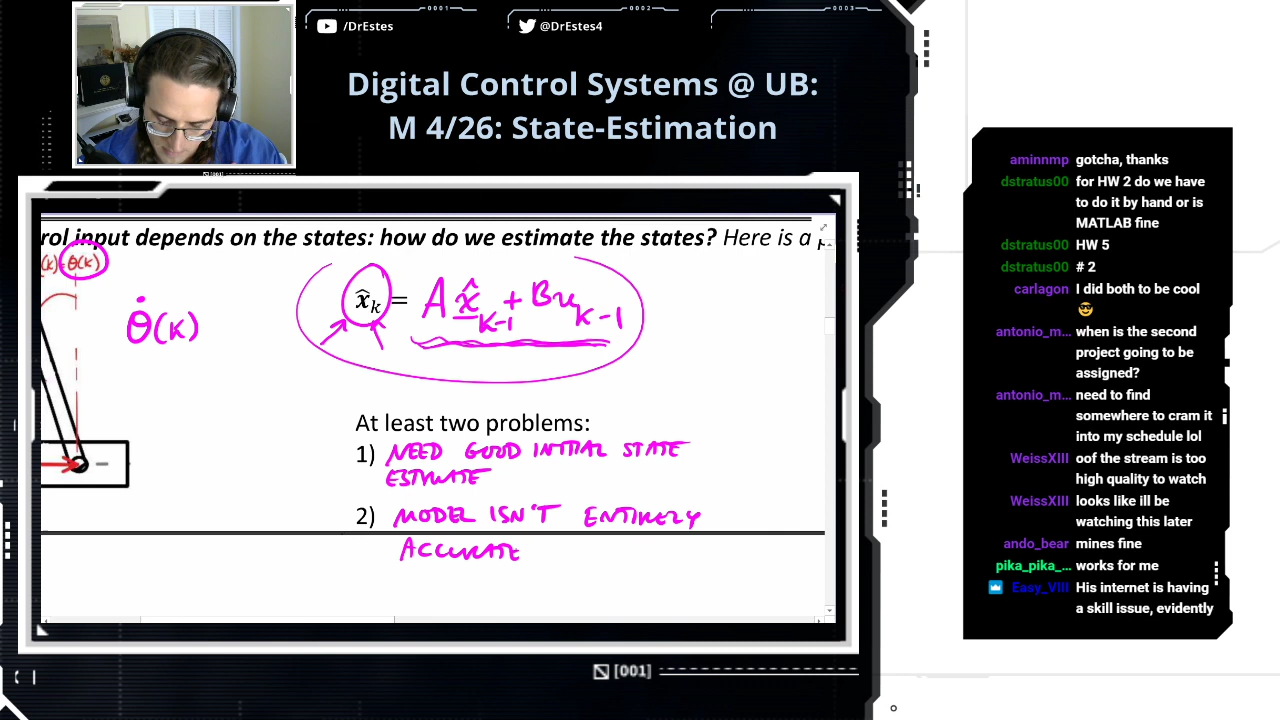 0001
0002
0003
/DrEstes
@DrEstes4
Digital Control Systems @ UB:
M 4/26: State-Estimation
[001]
rol input depends on the states: how do we estimate the states? Here is a
(k) θ(k)
θ̇(k)
x̂ₖ = A x̂ₖ₋₁ + Buₖ₋₁
At least two problems:
1) NEED GOOD INITIAL STATE
ESTIMATE
2) MODEL ISN'T ENTIRELY
ACCURATE
[001]
aminnmp gotcha, thanks
dstratus00 for HW 2 do we have
to do it by hand or is
MATLAB fine
dstratus00 HW 5
dstratus00 # 2
carlagon I did both to be cool
😎
antonio_m... when is the second
project going to be
assigned?
antonio_m... need to find
somewhere to cram it
into my schedule lol
WeissXIII oof the stream is too
high quality to watch
WeissXIII looks like ill be
watching this later
ando_bear mines fine
pika_pika_... works for me
Easy_VIII His internet is having
a skill issue, evidently